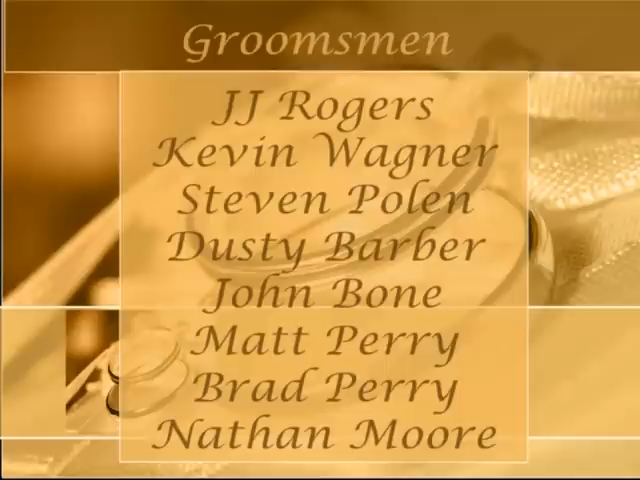 Groomsmen
JJ Rogers
Kevin Wagner
Steven Polen
Dusty Barber
John Bone
Matt Perry
Brad Perry
Nathan Moore